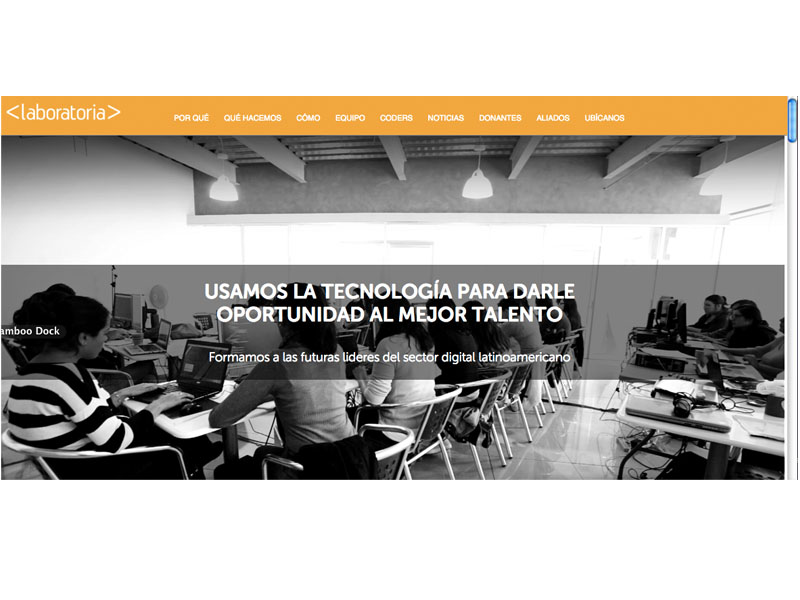 <laboratoria>
POR QUÉ QUÉ HACEMOS CÓMO EQUIPO CODERS NOTICIAS DONANTES ALIADOS UBÍCANOS
USAMOS LA TECNOLOGÍA PARA DARLE
OPORTUNIDAD AL MEJOR TALENTO
amboo Dock
Formamos a las futuras lideres del sector digital latinoamericano